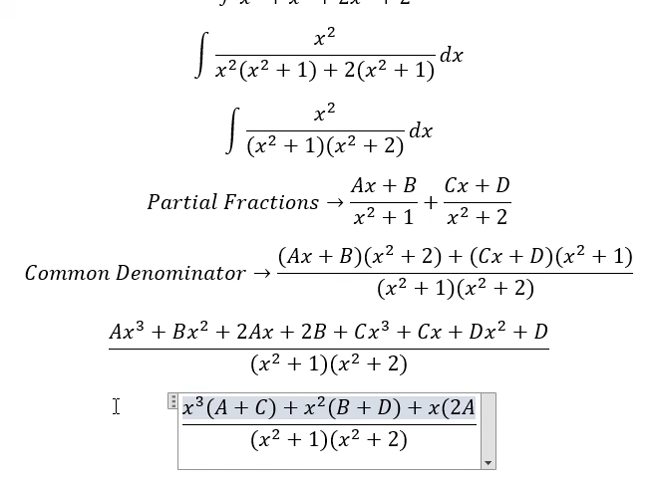 ∫ x²/(x²(x² + 1) + 2(x² + 1)) dx
∫ x²/((x² + 1)(x² + 2)) dx
Partial Fractions → (Ax + B)/(x² + 1) + (Cx + D)/(x² + 2)
Common Denominator → ((Ax + B)(x² + 2) + (Cx + D)(x² + 1))/((x² + 1)(x² + 2))
(Ax³ + Bx² + 2Ax + 2B + Cx³ + Cx + Dx² + D)/((x² + 1)(x² + 2))
x³(A + C) + x²(B + D) + x(2A/((x² + 1)(x² + 2))